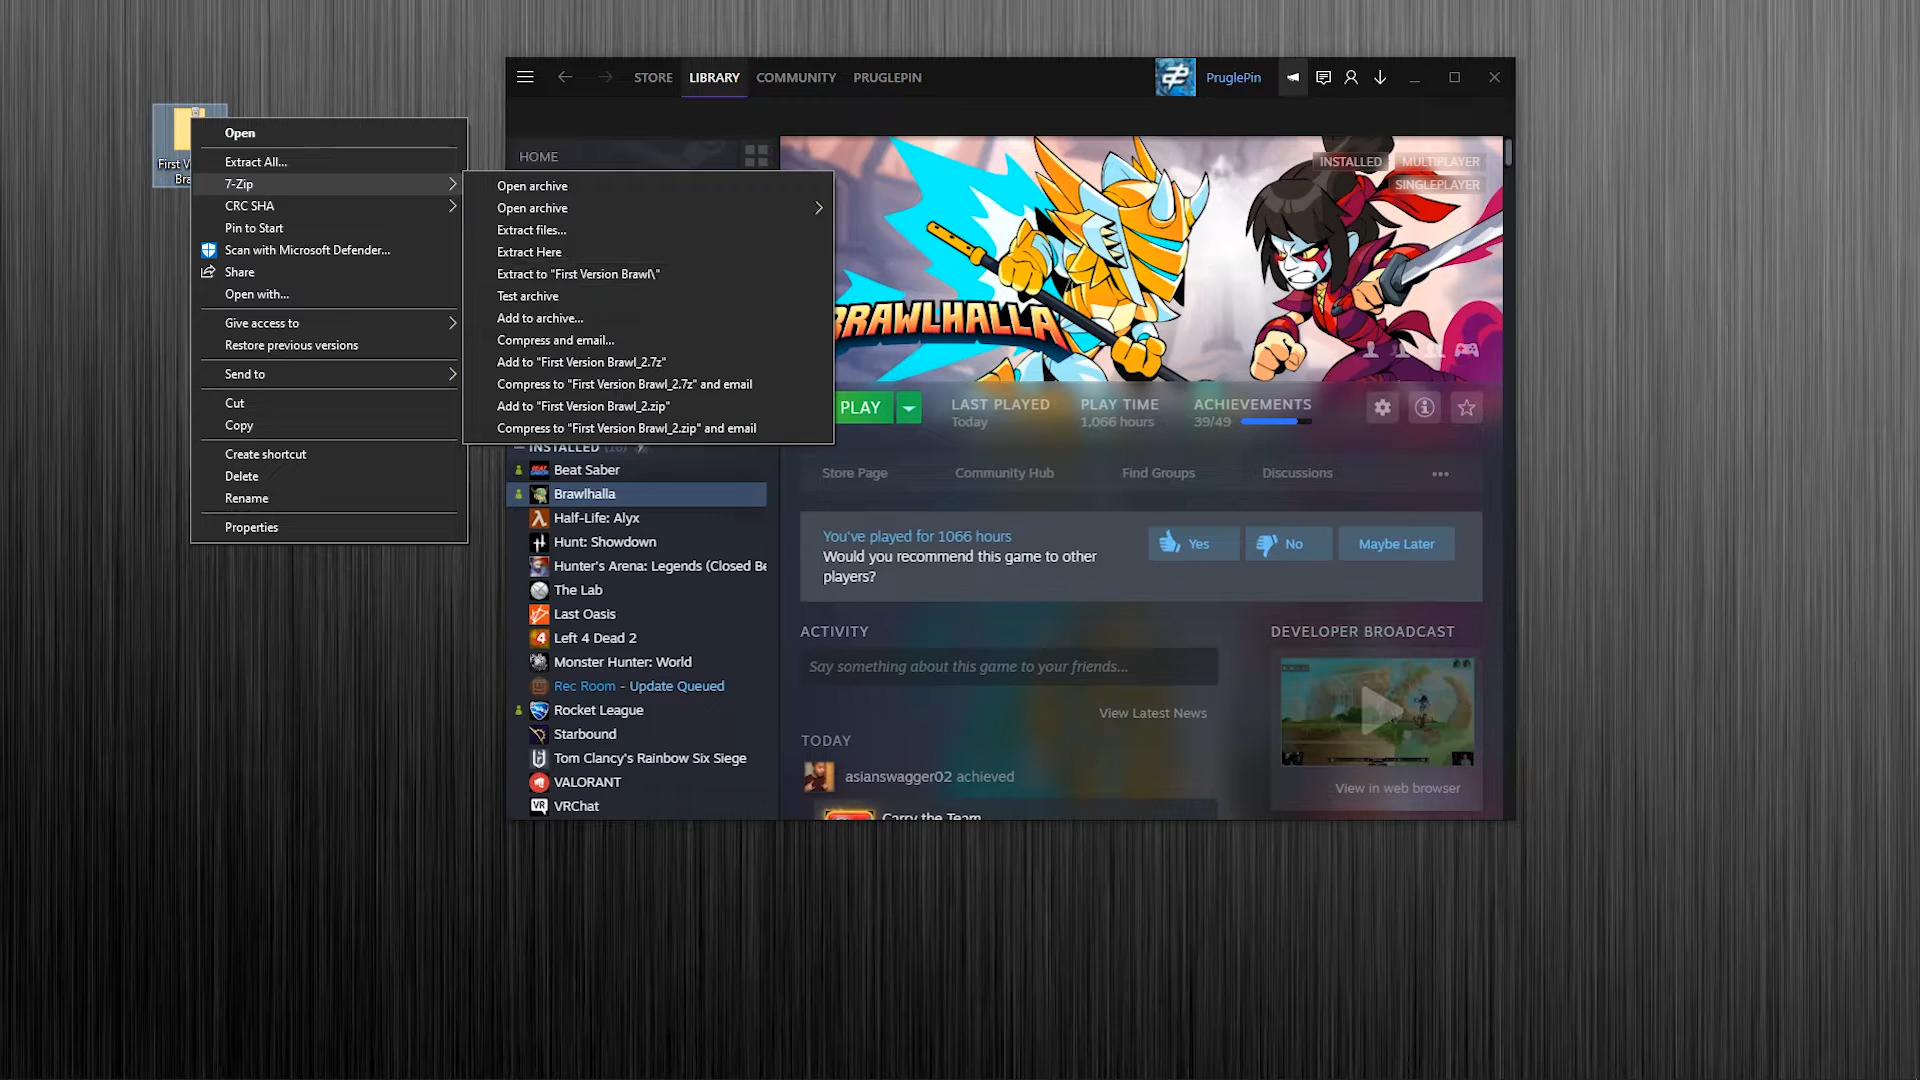 STORE LIBRARY COMMUNITY PRUGLEPIN
PruglePin
First V
Bra
Open
Extract All...
7-Zip
CRC SHA
Pin to Start
Scan with Microsoft Defender...
Share
Open with...
Give access to
Restore previous versions
Send to
Cut
Copy
Create shortcut
Delete
Rename
Properties
Open archive
Open archive
Extract files...
Extract Here
Extract to "First Version Brawl\"
Test archive
Add to archive...
Compress and email...
Add to "First Version Brawl_2.7z"
Compress to "First Version Brawl_2.7z" and email
Add to "First Version Brawl_2.zip"
Compress to "First Version Brawl_2.zip" and email
HOME
INSTALLED
Beat Saber
Brawlhalla
Half-Life: Alyx
Hunt: Showdown
Hunter's Arena: Legends (Closed Be
The Lab
Last Oasis
Left 4 Dead 2
Monster Hunter: World
Rec Room - Update Queued
Rocket League
Starbound
Tom Clancy's Rainbow Six Siege
VALORANT
VRChat
INSTALLED MULTIPLAYER
SINGLEPLAYER
BRAWLHALLA
PLAY
LAST PLAYED
Today
PLAY TIME
1,066 hours
ACHIEVEMENTS
39/49
Store Page Community Hub Find Groups Discussions
You've played for 1066 hours
Would you recommend this game to other
players?
Yes No Maybe Later
ACTIVITY
Say something about this game to your friends...
View Latest News
TODAY
asianswagger02 achieved
Carry the Team
DEVELOPER BROADCAST
View in web browser